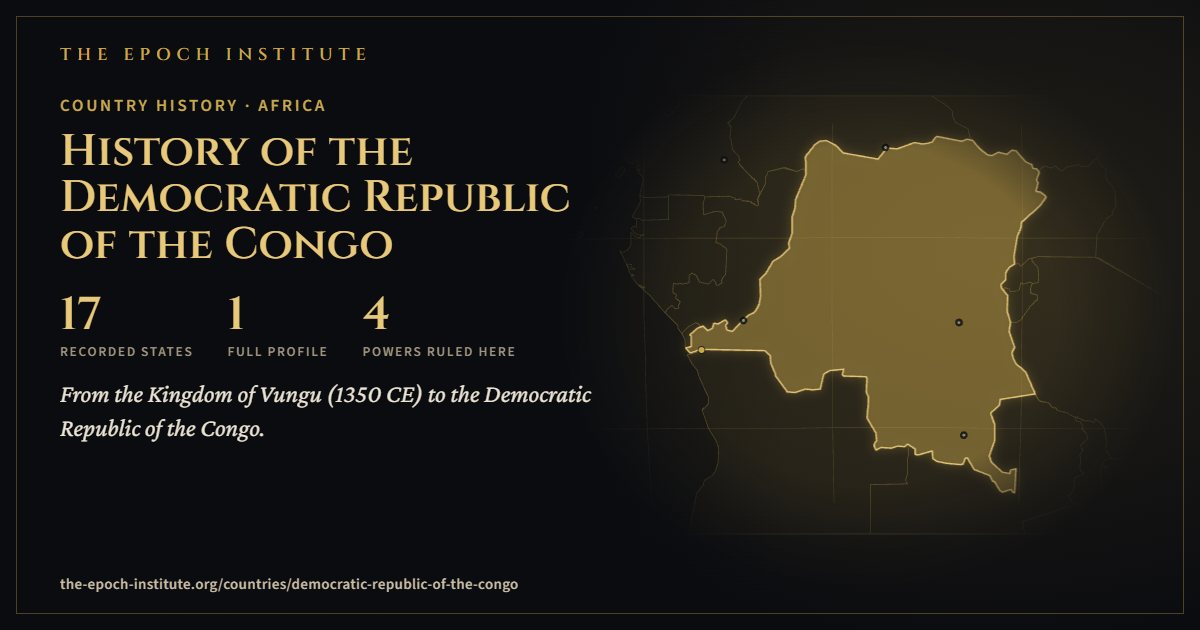 THE EPOCH INSTITUTE
COUNTRY HISTORY · AFRICA
History of the
Democratic Republic
of the Congo
17
1
4
RECORDED STATES
FULL PROFILE
POWERS RULED HERE
From the Kingdom of Vungu (1350 CE) to the Democratic
Republic of the Congo.
the-epoch-institute.org/countries/democratic-republic-of-the-congo